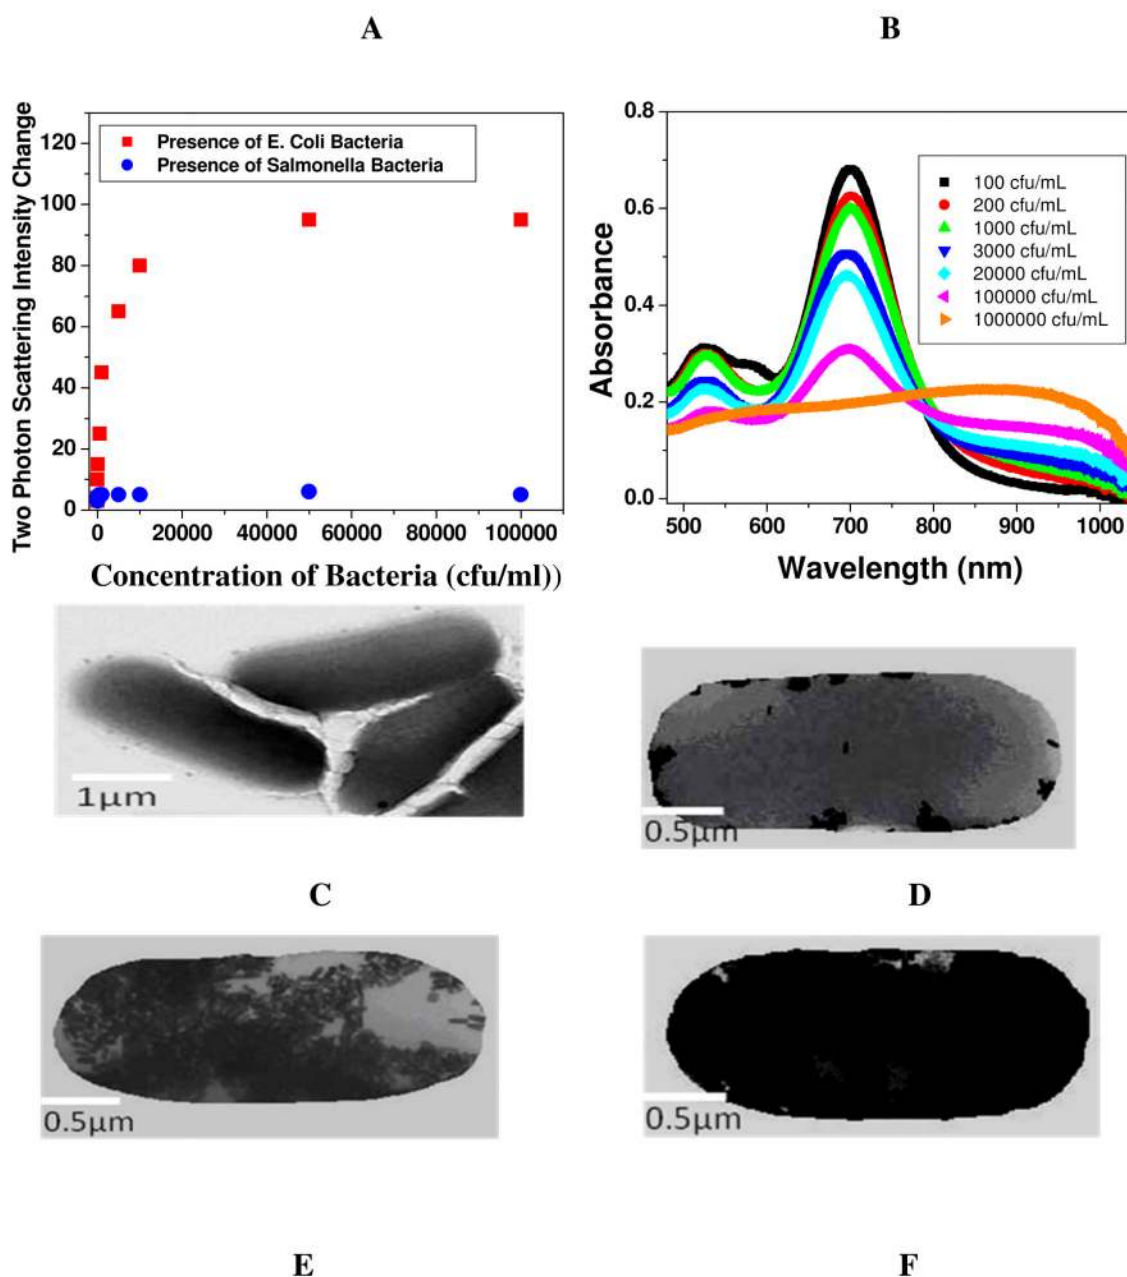 A
B
Two Photon Scattering Intensity Change
120
100
80
60
40
20
0
Presence of E. Coli Bacteria
Presence of Salmonella Bacteria
0 20000 40000 60000 80000 100000
Concentration of Bacteria (cfu/ml))
Absorbance
0.8
0.6
0.4
0.2
0.0
100 cfu/mL
200 cfu/mL
1000 cfu/mL
3000 cfu/mL
20000 cfu/mL
100000 cfu/mL
1000000 cfu/mL
500 600 700 800 900 1000
Wavelength (nm)
1µm
0.5µm
C
D
0.5µm
0.5µm
E
F